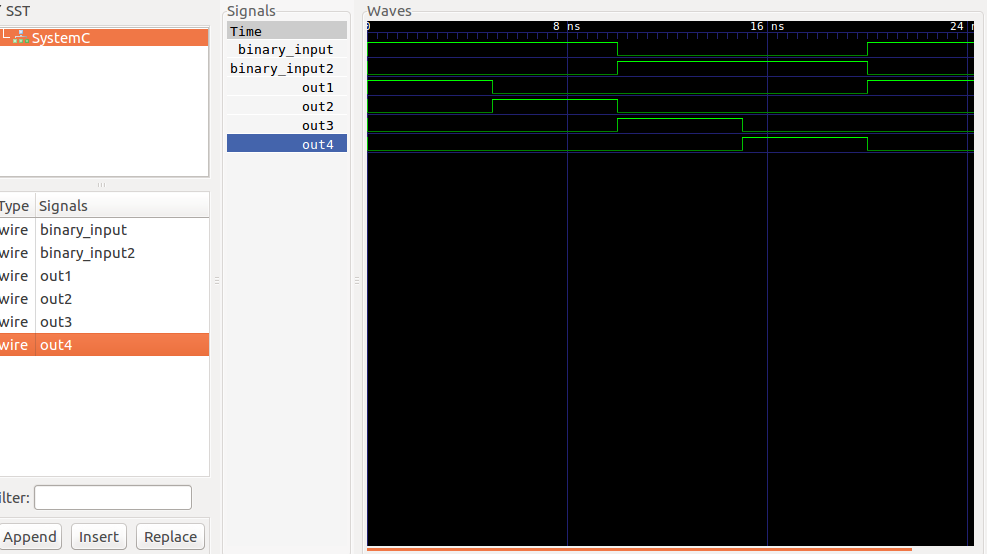 SST
SystemC
Type Signals
wire binary_input
wire binary_input2
wire out1
wire out2
wire out3
wire out4
Append Insert Replace
Signals
Time
binary_input
binary_input2
out1
out2
out3
out4
Waves
0 8 ns 16 ns 24